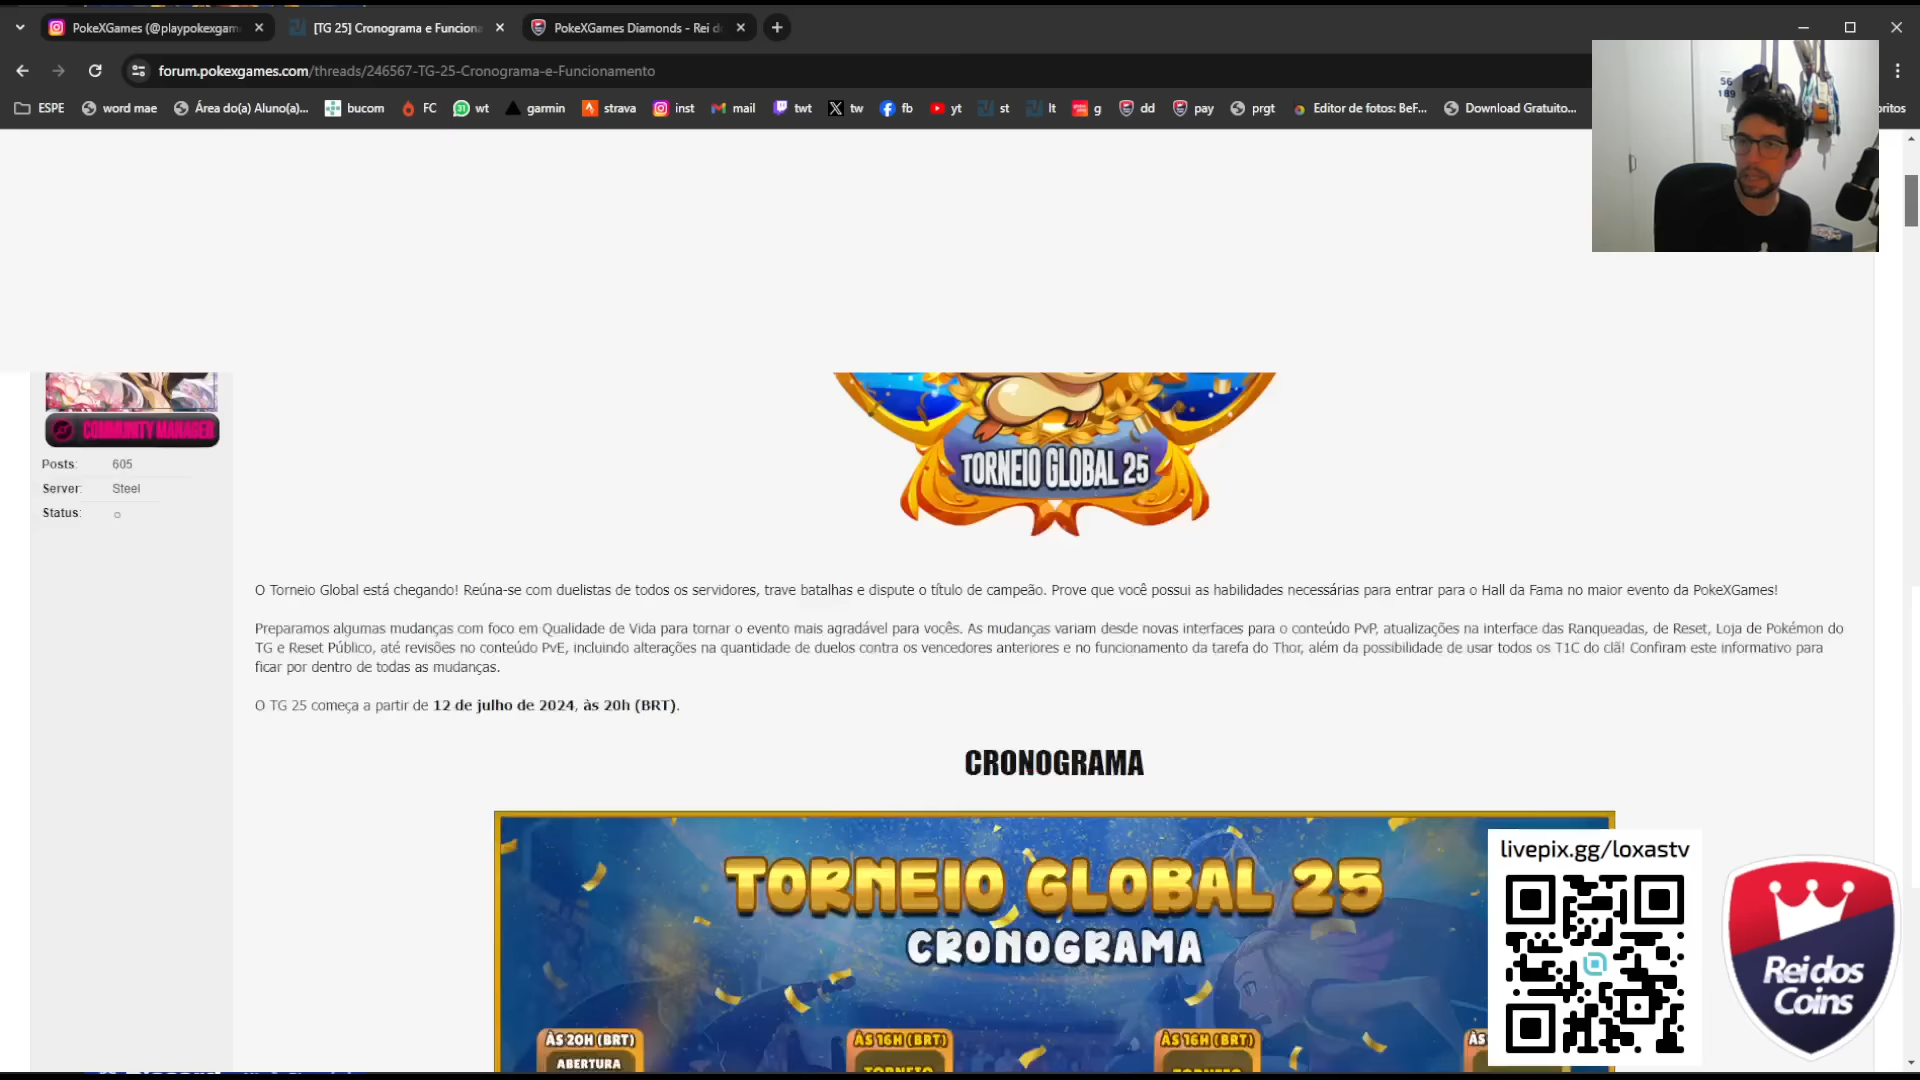 PokeXGames (@playpokexgam
[TG 25] Cronograma e Funciona
PokeXGames Diamonds - Rei do
forum.pokexgames.com/threads/246567-TG-25-Cronograma-e-Funcionamento
ESPE
word mae
Área do(a) Aluno(a)...
bucom
FC
wt
garmin
strava
inst
mail
twt
tw
fb
yt
st
lt
g
dd
pay
prgt
Editor de fotos: BeF...
Download Gratuito...
oritos
56
189
COMMUNITY MANAGER
Posts: 605
Server: Steel
Status:
TORNEIO GLOBAL 25
O Torneio Global está chegando! Reúna-se com duelistas de todos os servidores, trave batalhas e dispute o título de campeão. Prove que você possui as habilidades necessárias para entrar para o Hall da Fama no maior evento da PokeXGames!
Preparamos algumas mudanças com foco em Qualidade de Vida para tornar o evento mais agradável para vocês. As mudanças variam desde novas interfaces para o conteúdo PvP, atualizações na interface das Ranqueadas, de Reset, Loja de Pokémon do
TG e Reset Público, até revisões no conteúdo PvE, incluindo alterações na quantidade de duelos contra os vencedores anteriores e no funcionamento da tarefa do Thor, além da possibilidade de usar todos os T1C do clã! Confiram este informativo para
ficar por dentro de todas as mudanças.
O TG 25 começa a partir de 12 de julho de 2024, às 20h (BRT).
CRONOGRAMA
TORNEIO GLOBAL 25
CRONOGRAMA
ÀS 20H (BRT)
ABERTURA
ÀS 16H (BRT)
TORNEIO
ÀS 16H (BRT)
TORNEIO
ÀS
livepix.gg/loxastv
Rei dos
Coins